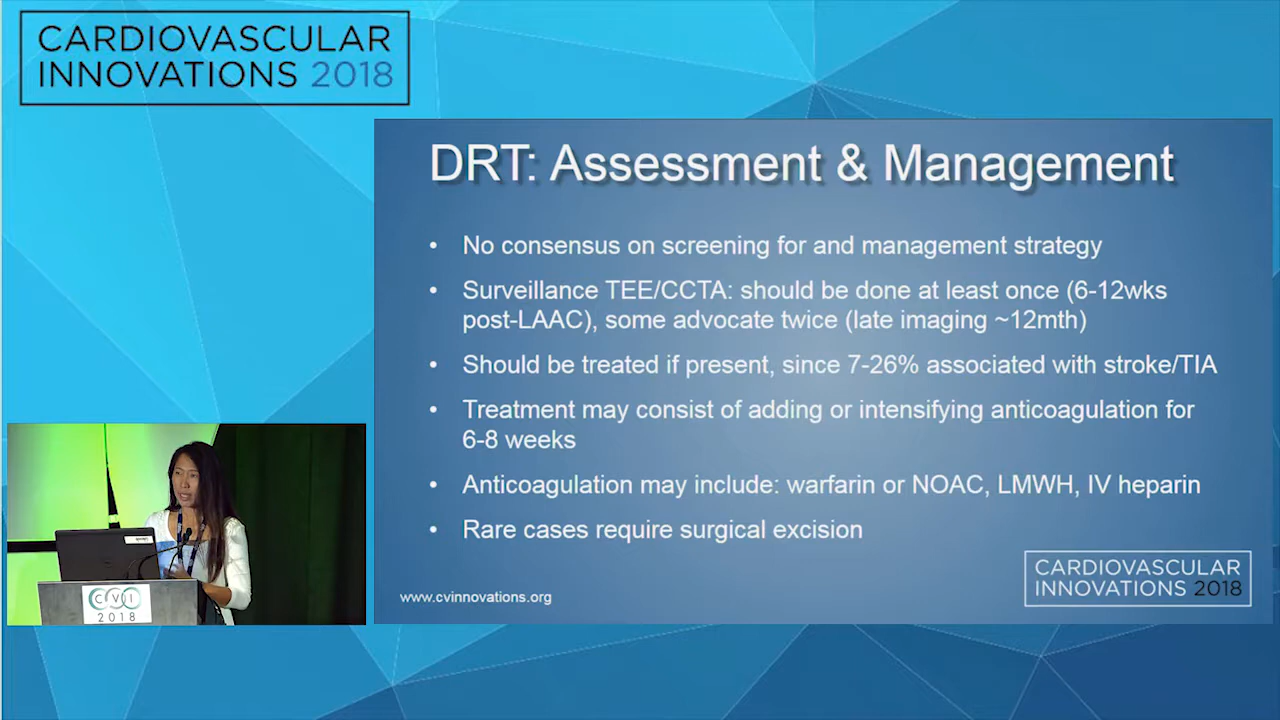 CARDIOVASCULAR
INNOVATIONS 2018
DRT: Assessment & Management
• No consensus on screening for and management strategy
• Surveillance TEE/CCTA: should be done at least once (6-12wks
post-LAAC), some advocate twice (late imaging ~12mth)
• Should be treated if present, since 7-26% associated with stroke/TIA
• Treatment may consist of adding or intensifying anticoagulation for
6-8 weeks
• Anticoagulation may include: warfarin or NOAC, LMWH, IV heparin
• Rare cases require surgical excision
www.cvinnovations.org
CARDIOVASCULAR
INNOVATIONS 2018
CVI
2018